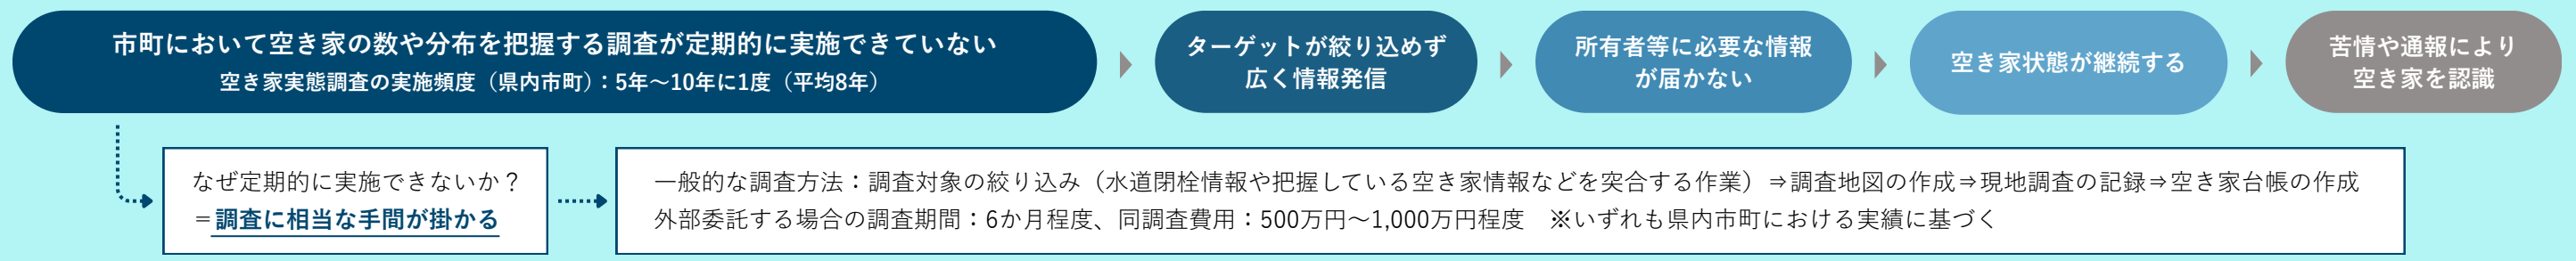 市町において空き家の数や分布を把握する調査が定期的に実施できていない
空き家実態調査の実施頻度（県内市町）：5年～10年に1度（平均8年）
ターゲットが絞り込めず
広く情報発信
所有者等に必要な情報
が届かない
空き家状態が継続する
苦情や通報により
空き家を認識
なぜ定期的に実施できないか？
＝調査に相当な手間が掛かる
一般的な調査方法：調査対象の絞り込み（水道閉栓情報や把握している空き家情報などを突合する作業）⇒調査地図の作成⇒現地調査の記録⇒空き家台帳の作成
外部委託する場合の調査期間：6か月程度、同調査費用：500万円～1,000万円程度　※いずれも県内市町における実績に基づく